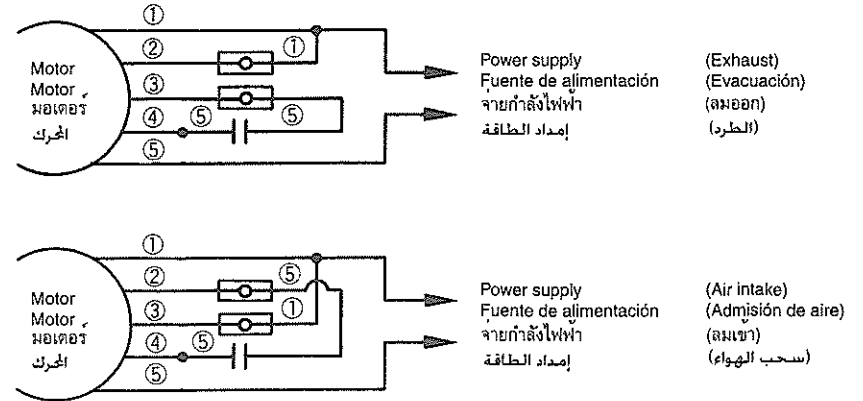 ①
②
①
Motor
Motor
มอเตอร์
المحرك
③
④
⑤
⑤
⑤
Power supply (Exhaust)
Fuente de alimentación (Evacuación)
จ่ายกำลังไฟฟ้า (ลมออก)
إمداد الطاقة (الطرد)
①
②
⑤
Motor
Motor
มอเตอร์
المحرك
③
①
④
⑤
⑤
Power supply (Air intake)
Fuente de alimentación (Admisión de aire)
จ่ายกำลังไฟฟ้า (ลมเข้า)
إمداد الطاقة (سحب الهواء)